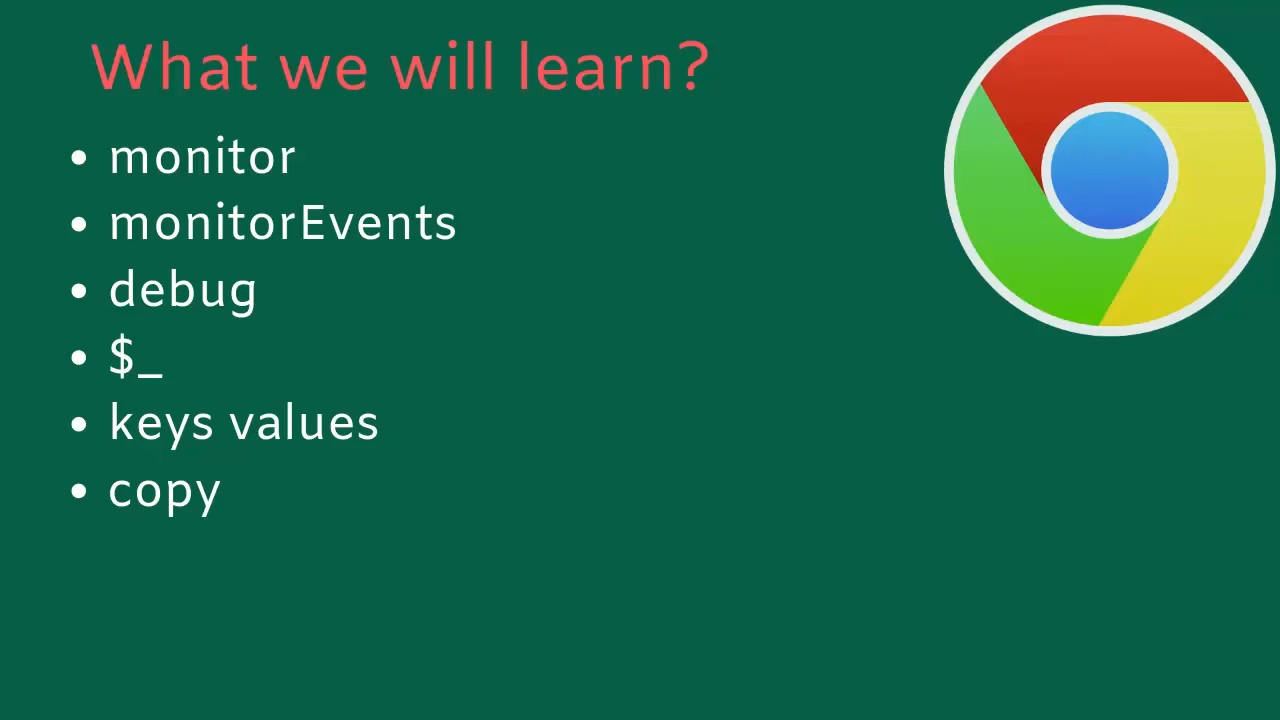 What we will learn?
• monitor
• monitorEvents
• debug
• $_
• keys values
• copy